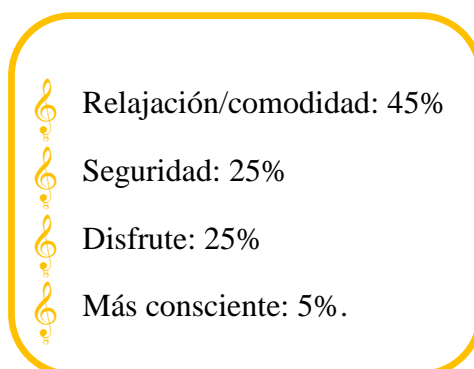 Relajación/comodidad: 45%
Seguridad: 25%
Disfrute: 25%
Más consciente: 5%.